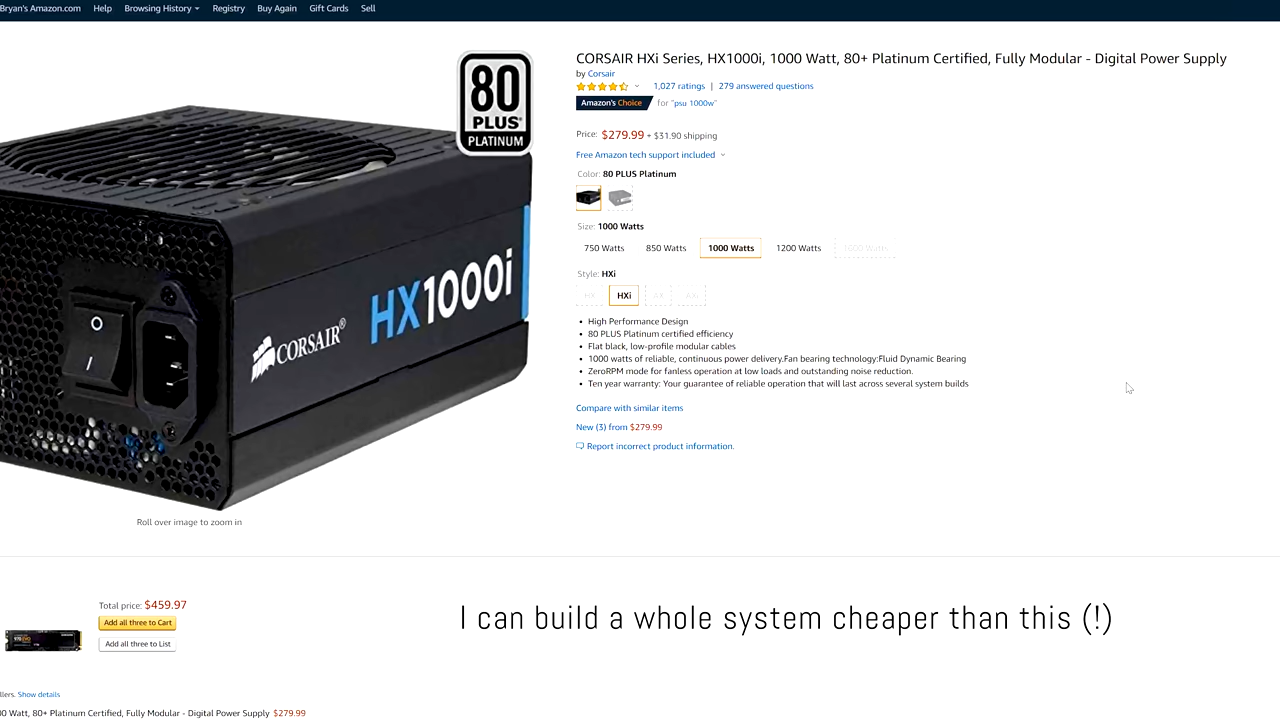 Bryan's Amazon.com Help Browsing History Registry Buy Again Gift Cards Sell
80
PLUS®
PLATINUM
CORSAIR HXi Series, HX1000i, 1000 Watt, 80+ Platinum Certified, Fully Modular - Digital Power Supply
by Corsair
1,027 ratings | 279 answered questions
Amazon's Choice for "psu 1000w"
Price: $279.99 + $31.90 shipping
Free Amazon tech support included
Color: 80 PLUS Platinum
Size: 1000 Watts
750 Watts 850 Watts 1000 Watts 1200 Watts
Style: HXi
HX HXi
High Performance Design
80 PLUS Platinum certified efficiency
Flat black, low-profile modular cables
1000 watts of reliable, continuous power delivery.Fan bearing technology:Fluid Dynamic Bearing
ZeroRPM mode for fanless operation at low loads and outstanding noise reduction.
Ten year warranty: Your guarantee of reliable operation that will last across several system builds
Compare with similar items
New (3) from $279.99
Report incorrect product information.
HX1000i
CORSAIR®
Roll over image to zoom in
Total price: $459.97
Add all three to Cart
Add all three to List
I can build a whole system cheaper than this (!)
llers. Show details
00 Watt, 80+ Platinum Certified, Fully Modular - Digital Power Supply $279.99